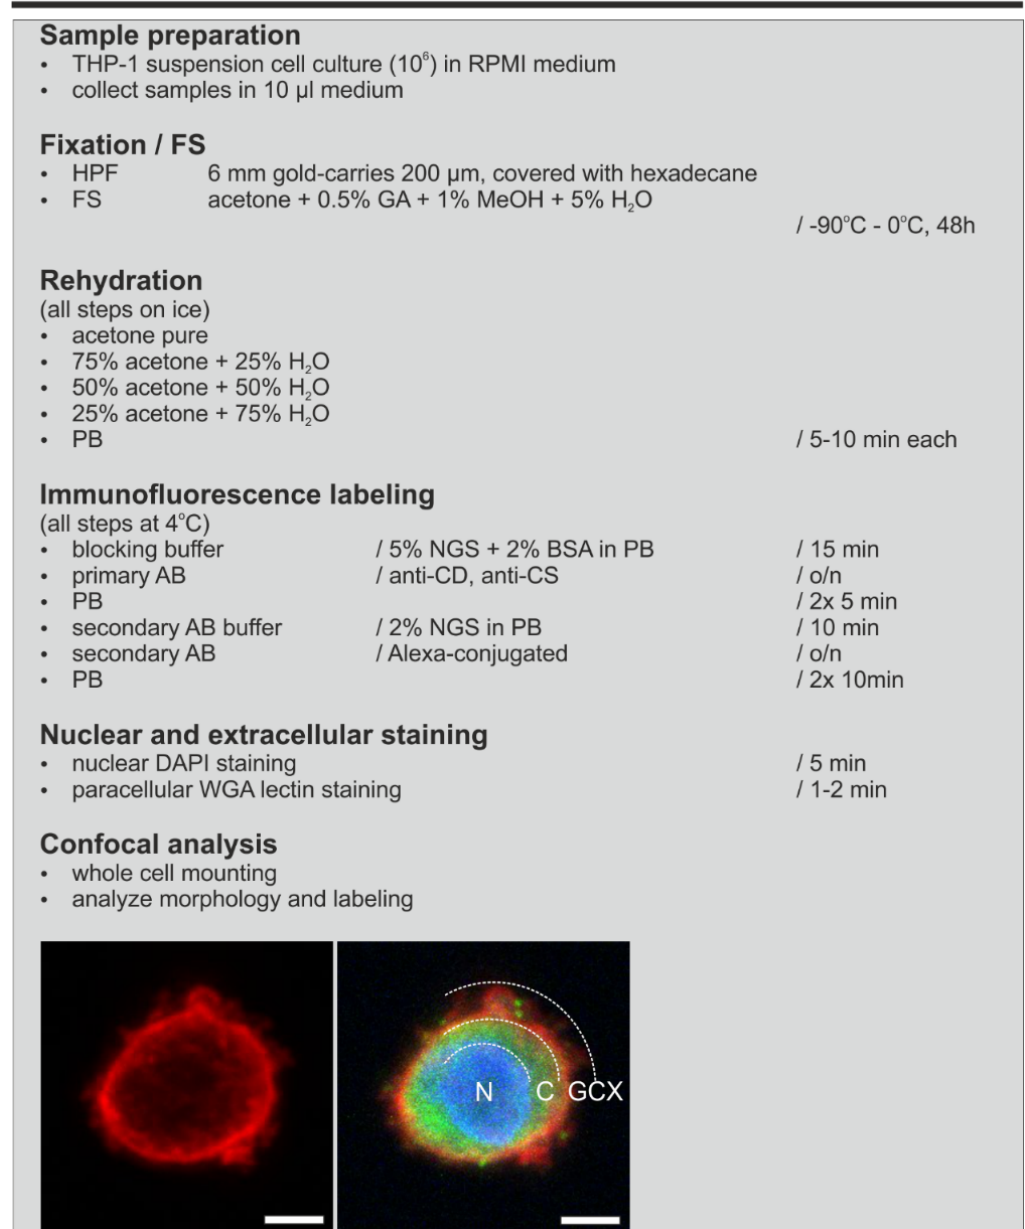 Sample preparation
• THP-1 suspension cell culture (10⁶) in RPMI medium
• collect samples in 10 µl medium
Fixation / FS
• HPF 6 mm gold-carries 200 µm, covered with hexadecane
• FS acetone + 0.5% GA + 1% MeOH + 5% H₂O
/ -90°C - 0°C, 48h
Rehydration
(all steps on ice)
• acetone pure
• 75% acetone + 25% H₂O
• 50% acetone + 50% H₂O
• 25% acetone + 75% H₂O
• PB / 5-10 min each
Immunofluorescence labeling
(all steps at 4°C)
• blocking buffer / 5% NGS + 2% BSA in PB / 15 min
• primary AB / anti-CD, anti-CS / o/n
• PB / 2x 5 min
• secondary AB buffer / 2% NGS in PB / 10 min
• secondary AB / Alexa-conjugated / o/n
• PB / 2x 10min
Nuclear and extracellular staining
• nuclear DAPI staining / 5 min
• paracellular WGA lectin staining / 1-2 min
Confocal analysis
• whole cell mounting
• analyze morphology and labeling
N C GCX